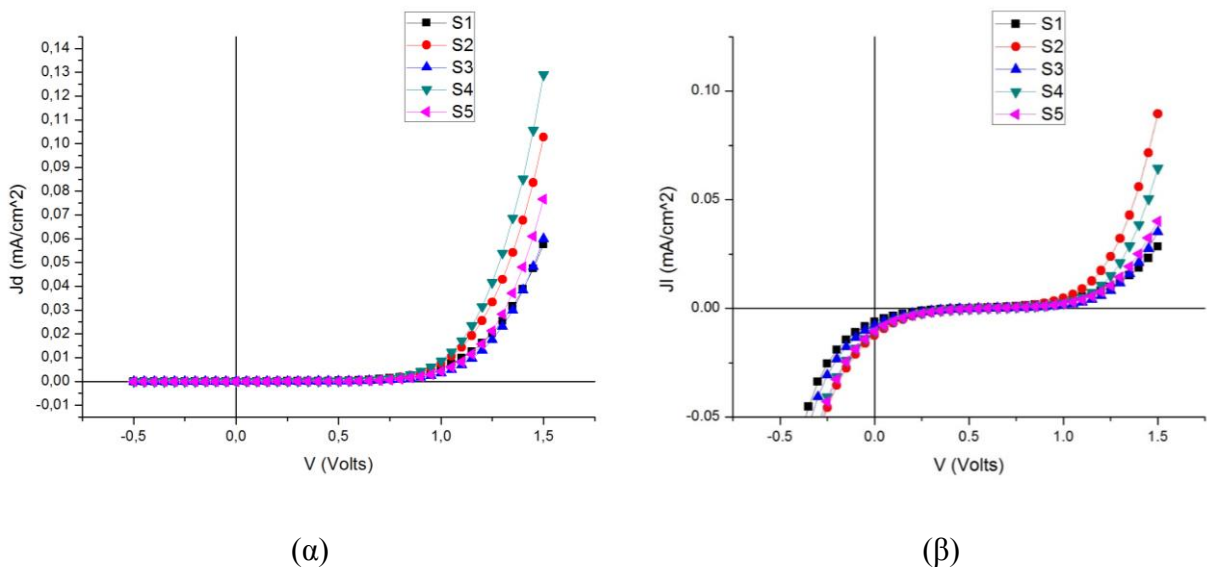 S1
S2
S3
S4
S5
0,14
0,13
0,12
0,11
0,10
0,09
0,08
0,07
0,06
0,05
0,04
0,03
0,02
0,01
0,00
-0,01
Jd (mA/cm^2)
-0,5 0,0 0,5 1,0 1,5
V (Volts)
(α)
S1
S2
S3
S4
S5
0.10
0.05
0.00
-0.05
Jl (mA/cm^2)
-0.5 0.0 0.5 1.0 1.5
V (Volts)
(β)